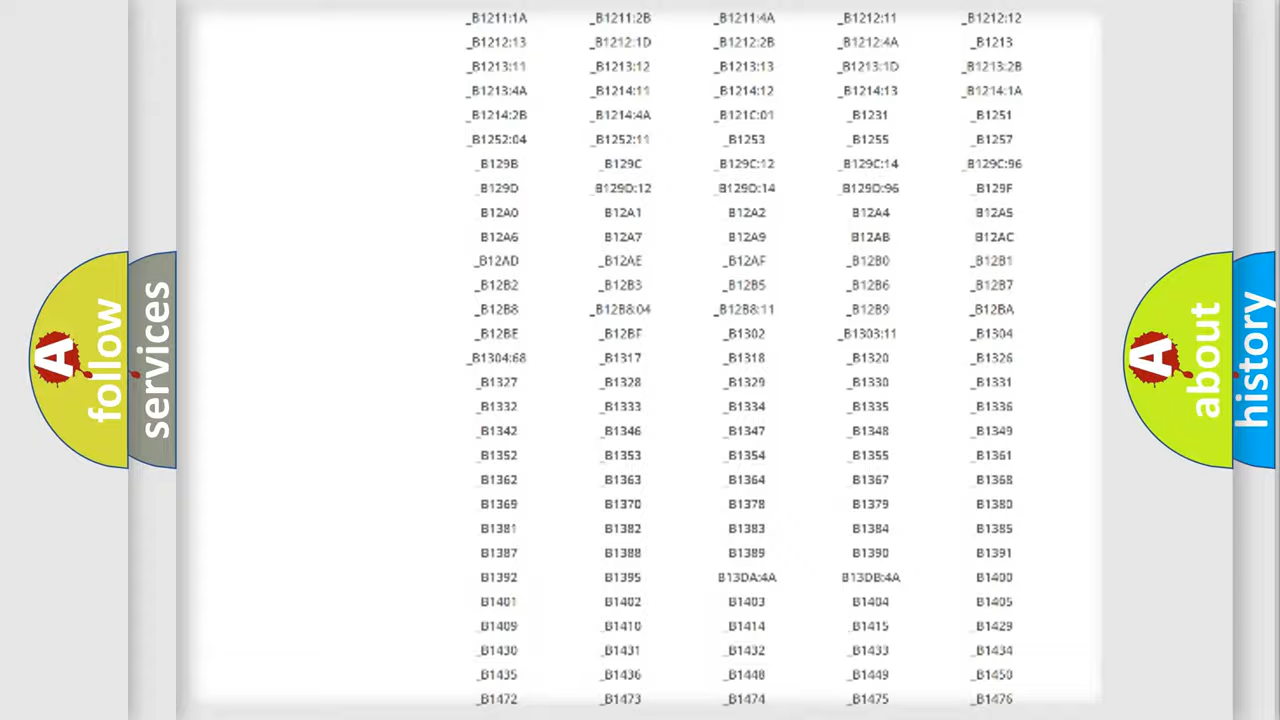 _B1211:1A _B1211:2B _B1211:4A _B1212:11 _B1212:12
_B1212:13 _B1212:1D _B1212:2B _B1212:4A _B1213
_B1213:11 _B1213:12 _B1213:13 _B1213:1D _B1213:2B
_B1213:4A _B1214:11 _B1214:12 _B1214:13 _B1214:1A
_B1214:2B _B1214:4A _B121C:01 _B1231 _B1251
_B1252:04 _B1252:11 _B1253 _B1255 _B1257
_B129B _B129C _B129C:12 _B129C:14 _B129C:96
_B129D _B129D:12 _B129D:14 _B129D:96 _B129F
B12A0 B12A1 B12A2 B12A4 B12A5
B12A6 B12A7 B12A9 B12AB B12AC
_B12AD _B12AE _B12AF _B12B0 _B12B1
_B12B2 _B12B3 _B12B5 _B12B6 _B12B7
_B12B8 _B12B8:04 _B12B8:11 _B12B9 _B12BA
_B12BE _B12BF _B1302 _B1303:11 _B1304
_B1304:68 _B1317 _B1318 _B1320 _B1326
_B1327 _B1328 _B1329 _B1330 _B1331
_B1332 _B1333 _B1334 _B1335 _B1336
_B1342 _B1346 _B1347 _B1348 _B1349
_B1352 _B1353 _B1354 _B1355 _B1361
_B1362 _B1363 _B1364 _B1367 _B1368
B1369 B1370 B1378 B1379 B1380
B1381 B1382 B1383 B1384 B1385
B1387 B1388 B1389 B1390 B1391
B1392 B1395 B13DA:4A B13DB:4A B1400
B1401 B1402 B1403 B1404 B1405
_B1409 _B1410 _B1414 _B1415 _B1429
_B1430 _B1431 _B1432 _B1433 _B1434
_B1435 _B1436 _B1448 _B1449 _B1450
_B1472 _B1473 _B1474 _B1475 _B1476
A follow
services
A about
history